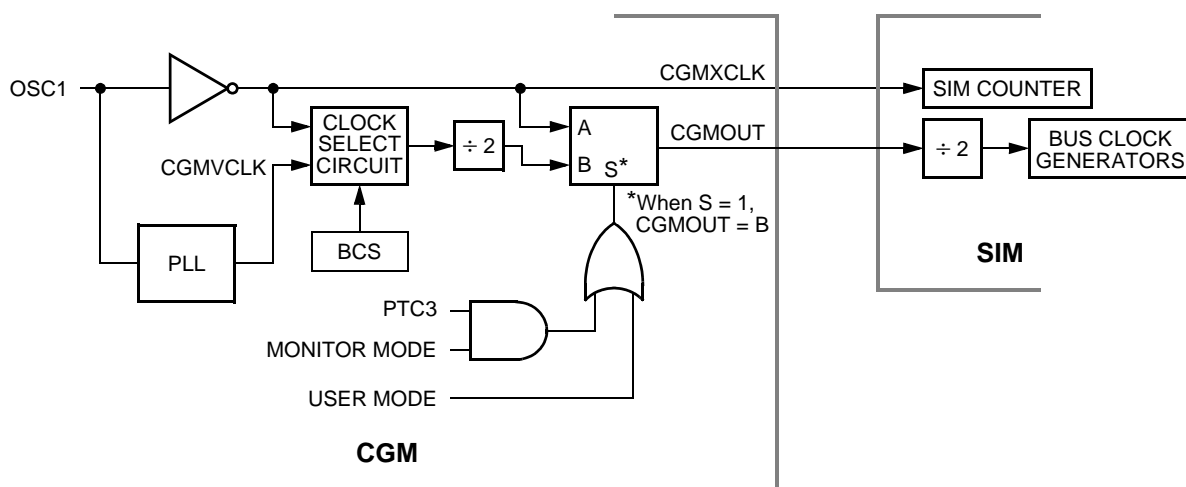 OSC1
CGMXCLK
SIM COUNTER
CLOCK
SELECT
CIRCUIT
÷ 2
A
B
S*
CGMOUT
÷ 2
BUS CLOCK
GENERATORS
CGMVCLK
*When S = 1,
CGMOUT = B
PLL
BCS
SIM
PTC3
MONITOR MODE
USER MODE
CGM